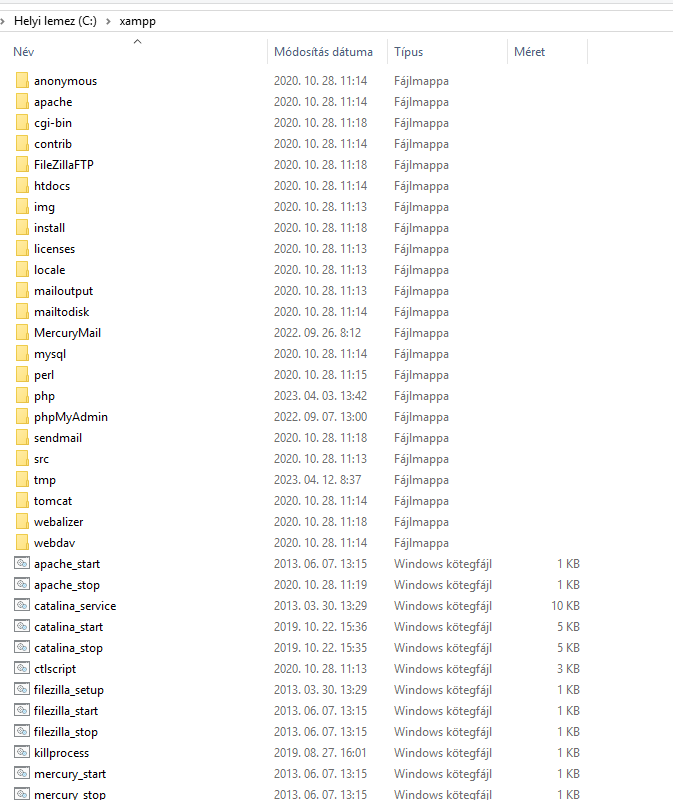 Helyi lemez (C:) > xampp
Név Módosítás dátuma Típus Méret
anonymous 2020. 10. 28. 11:14 Fájlmappa
apache 2020. 10. 28. 11:14 Fájlmappa
cgi-bin 2020. 10. 28. 11:18 Fájlmappa
contrib 2020. 10. 28. 11:14 Fájlmappa
FileZillaFTP 2020. 10. 28. 11:18 Fájlmappa
htdocs 2020. 10. 28. 11:14 Fájlmappa
img 2020. 10. 28. 11:13 Fájlmappa
install 2020. 10. 28. 11:18 Fájlmappa
licenses 2020. 10. 28. 11:13 Fájlmappa
locale 2020. 10. 28. 11:13 Fájlmappa
mailoutput 2020. 10. 28. 11:13 Fájlmappa
mailtodisk 2020. 10. 28. 11:14 Fájlmappa
MercuryMail 2022. 09. 26. 8:12 Fájlmappa
mysql 2020. 10. 28. 11:14 Fájlmappa
perl 2020. 10. 28. 11:15 Fájlmappa
php 2023. 04. 03. 13:42 Fájlmappa
phpMyAdmin 2022. 09. 07. 13:00 Fájlmappa
sendmail 2020. 10. 28. 11:18 Fájlmappa
src 2020. 10. 28. 11:13 Fájlmappa
tmp 2023. 04. 12. 8:37 Fájlmappa
tomcat 2020. 10. 28. 11:14 Fájlmappa
webalizer 2020. 10. 28. 11:18 Fájlmappa
webdav 2020. 10. 28. 11:14 Fájlmappa
apache_start 2013. 06. 07. 13:15 Windows kötegfájl 1 KB
apache_stop 2020. 10. 28. 11:19 Windows kötegfájl 1 KB
catalina_service 2013. 03. 30. 13:29 Windows kötegfájl 10 KB
catalina_start 2019. 10. 22. 15:36 Windows kötegfájl 5 KB
catalina_stop 2019. 10. 22. 15:35 Windows kötegfájl 5 KB
ctlscript 2020. 10. 28. 11:13 Windows kötegfájl 3 KB
filezilla_setup 2013. 03. 30. 13:29 Windows kötegfájl 1 KB
filezilla_start 2013. 06. 07. 13:15 Windows kötegfájl 1 KB
filezilla_stop 2013. 06. 07. 13:15 Windows kötegfájl 1 KB
killprocess 2019. 08. 27. 16:01 Windows kötegfájl 1 KB
mercury_start 2013. 06. 07. 13:15 Windows kötegfájl 1 KB
mercury_stop 2013. 06. 07. 13:15 Windows kötegfájl 1 KB